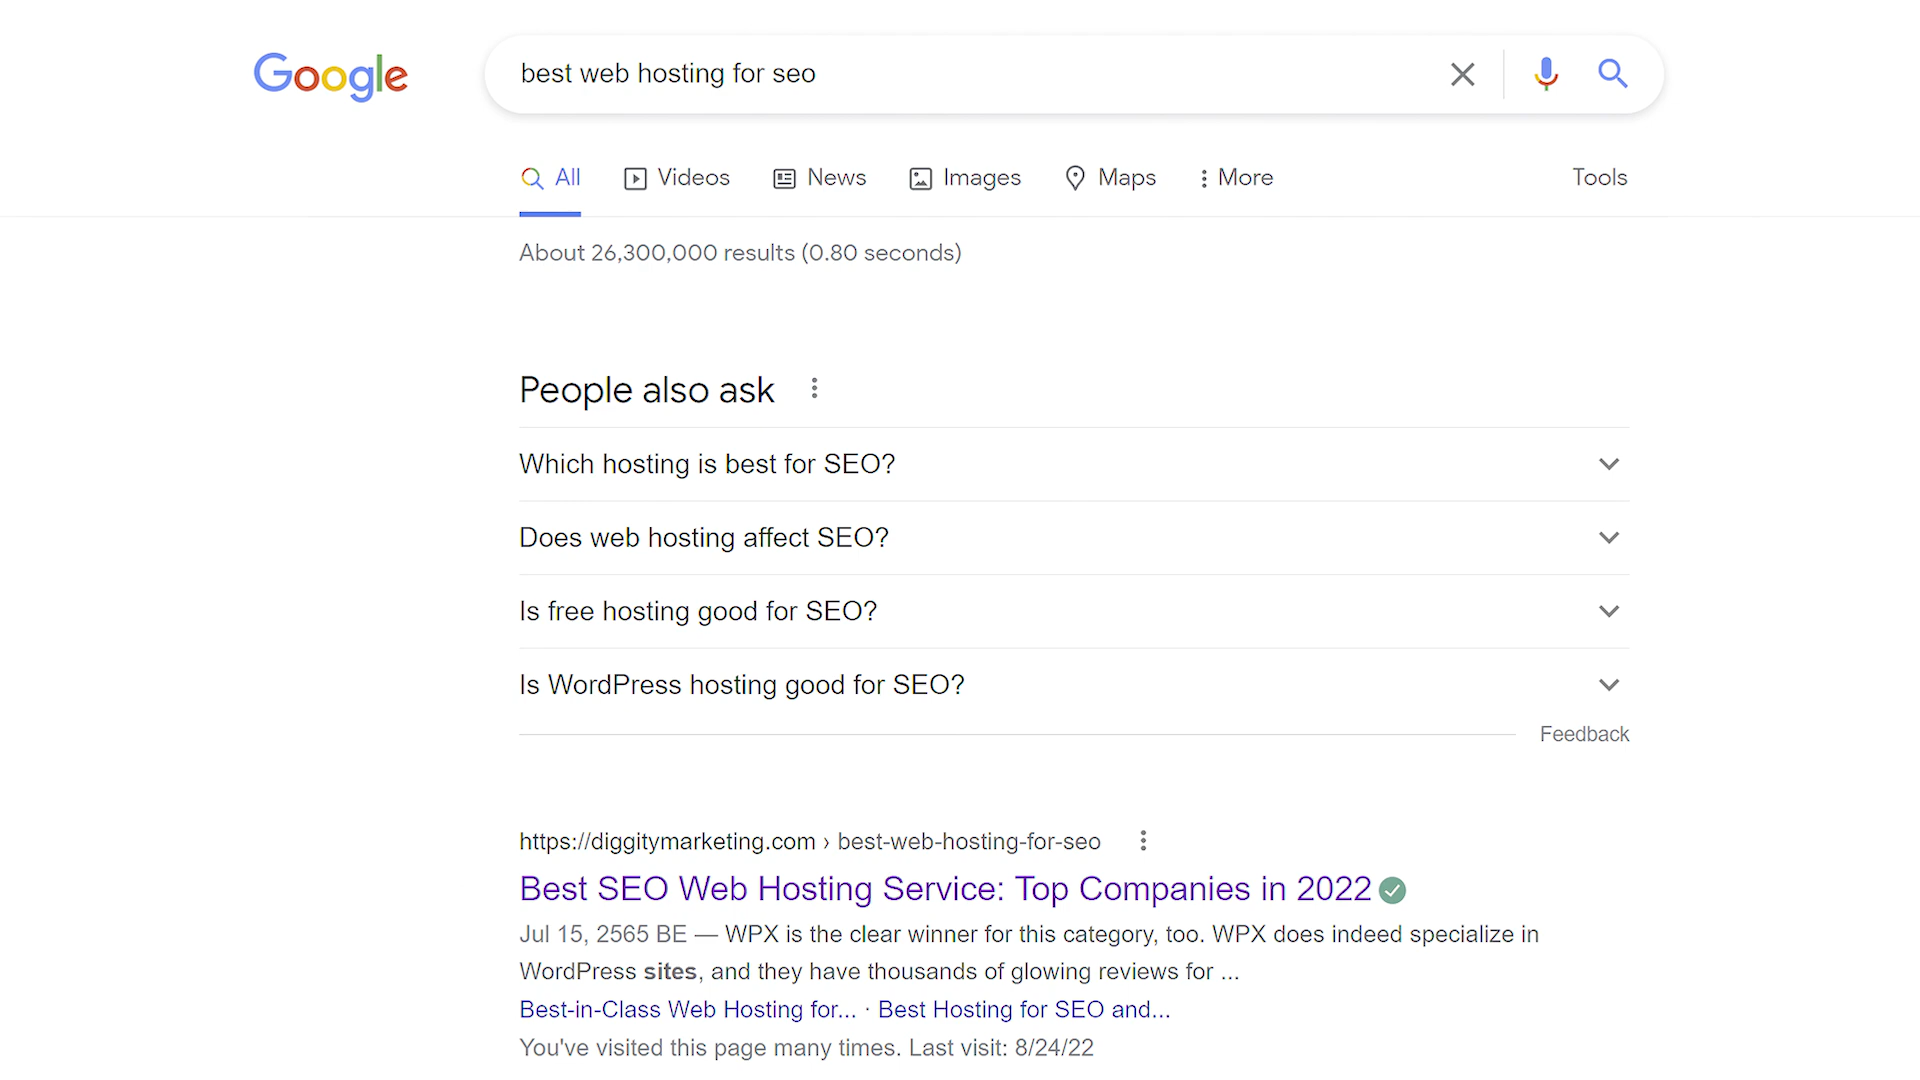 Google
best web hosting for seo
All Videos News Images Maps More Tools
About 26,300,000 results (0.80 seconds)
People also ask
Which hosting is best for SEO?
Does web hosting affect SEO?
Is free hosting good for SEO?
Is WordPress hosting good for SEO?
Feedback
https://diggitymarketing.com › best-web-hosting-for-seo
Best SEO Web Hosting Service: Top Companies in 2022
Jul 15, 2565 BE — WPX is the clear winner for this category, too. WPX does indeed specialize in
WordPress sites, and they have thousands of glowing reviews for ...
Best-in-Class Web Hosting for... · Best Hosting for SEO and...
You've visited this page many times. Last visit: 8/24/22